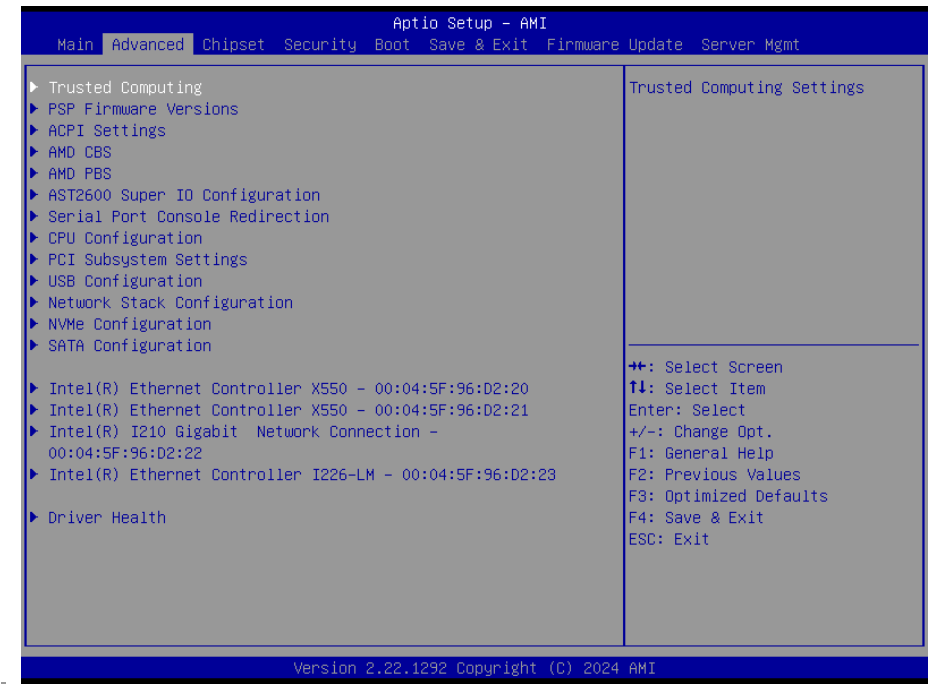 Aptio Setup – AMI
Main Advanced Chipset Security Boot Save & Exit Firmware Update Server Mgmt
Trusted Computing
PSP Firmware Versions
ACPI Settings
AMD CBS
AMD PBS
AST2600 Super IO Configuration
Serial Port Console Redirection
CPU Configuration
PCI Subsystem Settings
USB Configuration
Network Stack Configuration
NVMe Configuration
SATA Configuration
Intel(R) Ethernet Controller X550 – 00:04:5F:96:D2:20
Intel(R) Ethernet Controller X550 – 00:04:5F:96:D2:21
Intel(R) I210 Gigabit  Network Connection –
00:04:5F:96:D2:22
Intel(R) Ethernet Controller I226–LM – 00:04:5F:96:D2:23
Driver Health
Trusted Computing Settings
→←: Select Screen
↑↓: Select Item
Enter: Select
+/–: Change Opt.
F1: General Help
F2: Previous Values
F3: Optimized Defaults
F4: Save & Exit
ESC: Exit
Version 2.22.1292 Copyright (C) 2024 AMI